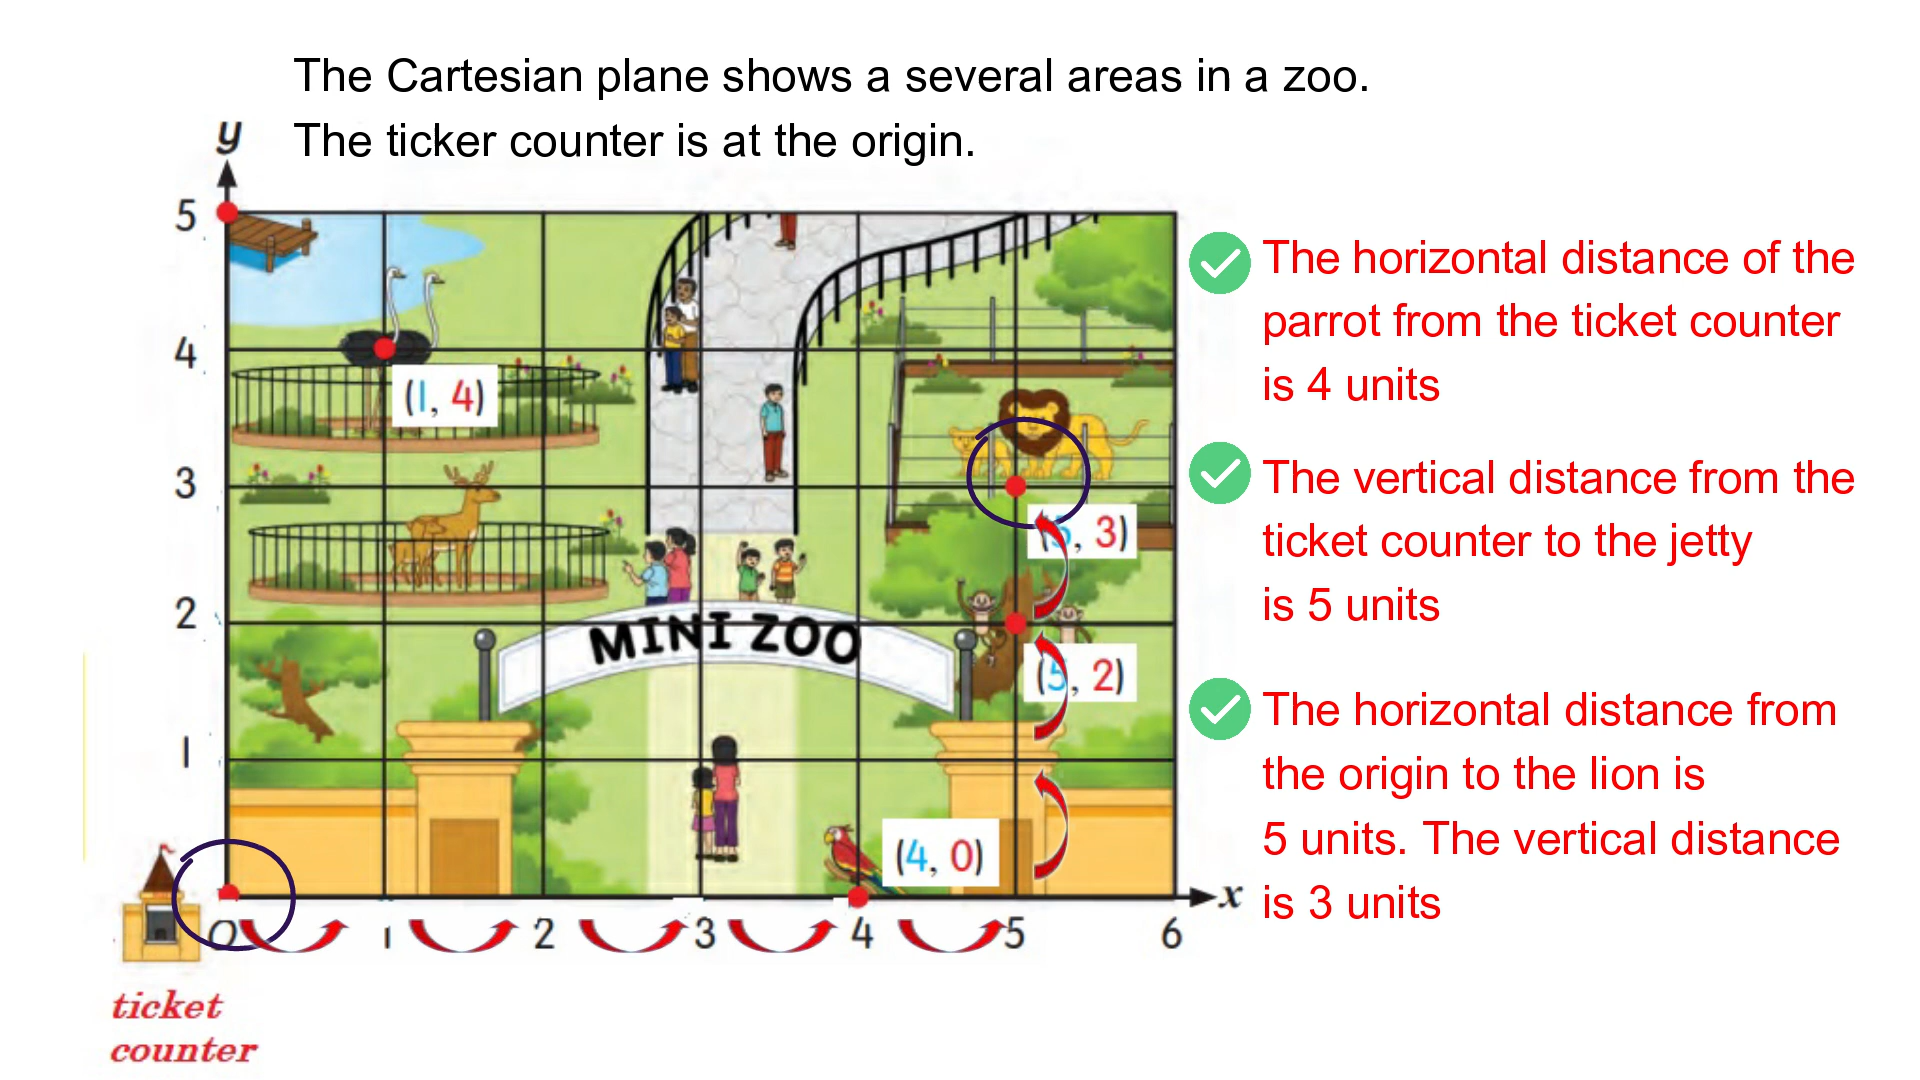 The Cartesian plane shows a several areas in a zoo.
The ticker counter is at the origin.
y
5
4
(1, 4)
3
(5, 3)
2
MINI ZOO
(5, 2)
1
(4, 0)
x
O 1 2 3 4 5 6
ticket
counter
The horizontal distance of the
parrot from the ticket counter
is 4 units
The vertical distance from the
ticket counter to the jetty
is 5 units
The horizontal distance from
the origin to the lion is
5 units. The vertical distance
is 3 units